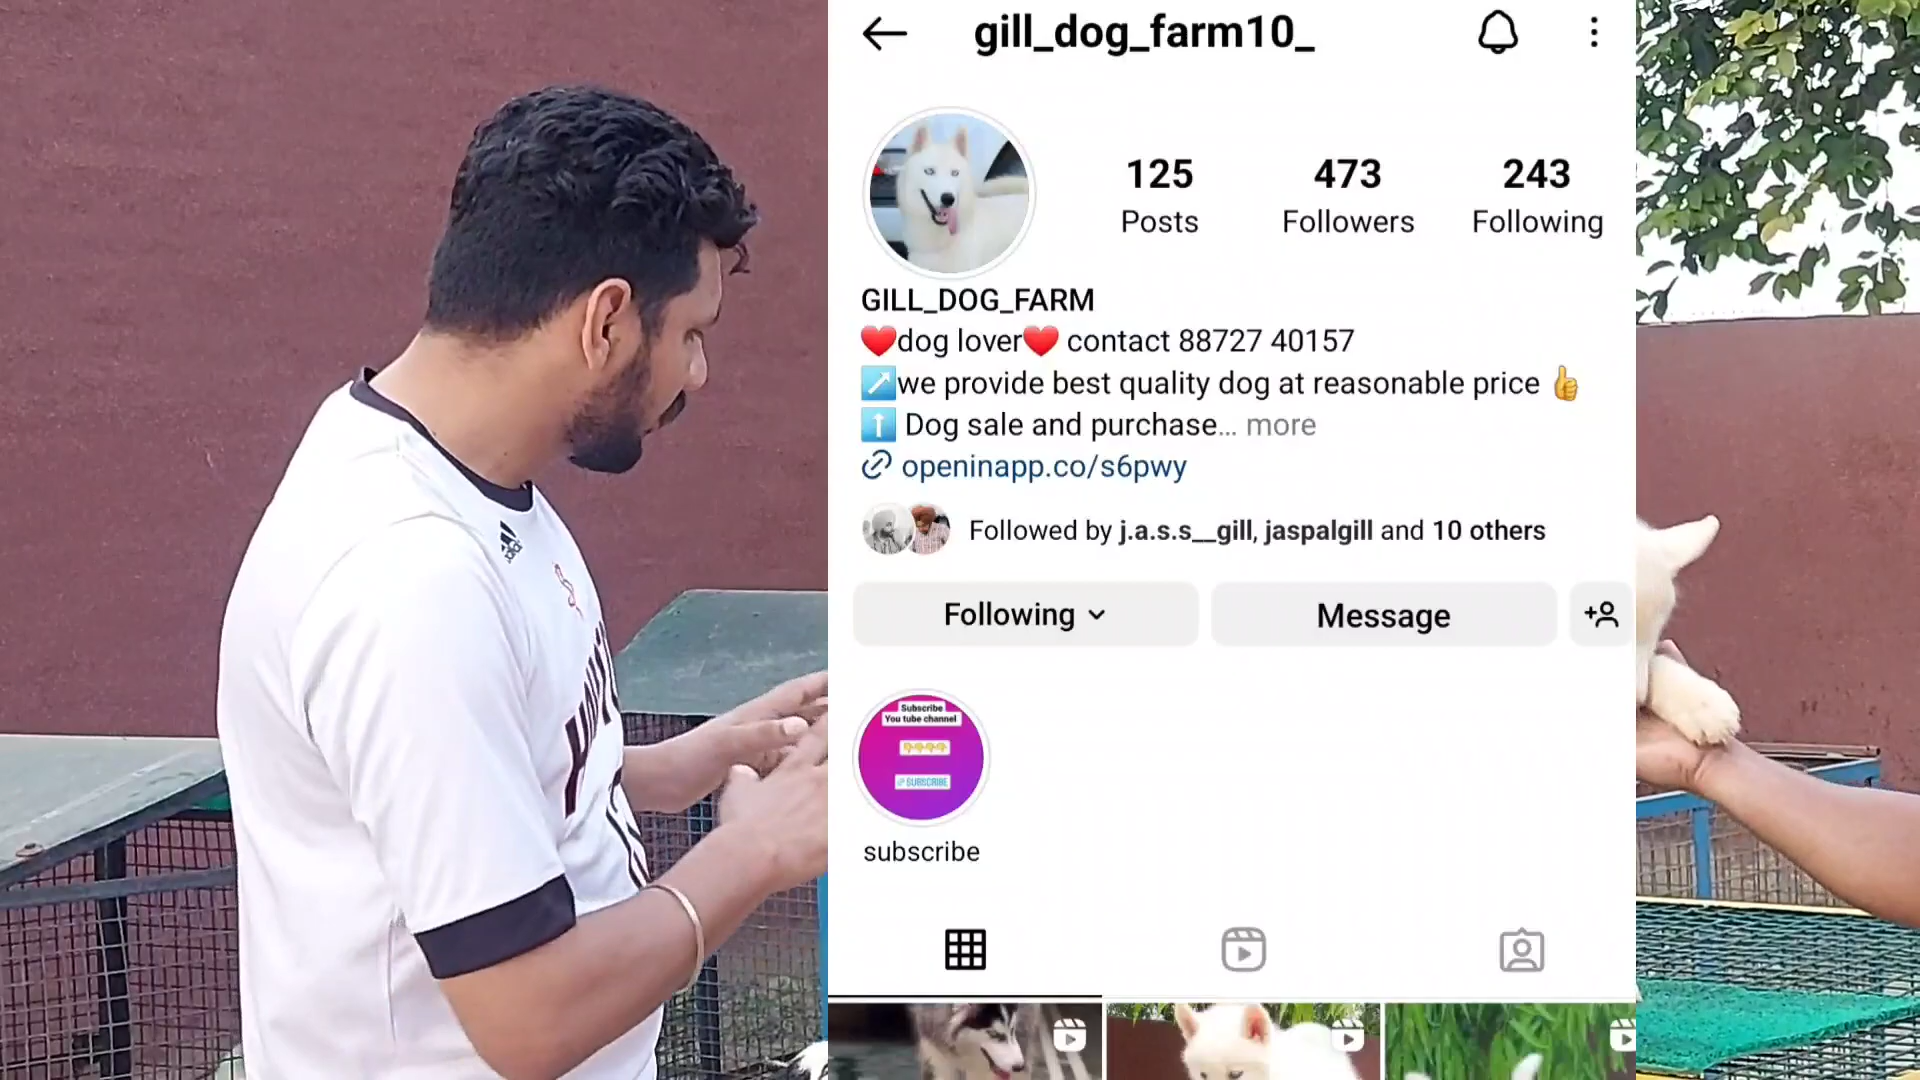 gill_dog_farm10_
125
Posts
473
Followers
243
Following
GILL_DOG_FARM
❤️dog lover❤️ contact 88727 40157
↗️we provide best quality dog at reasonable price 👍
⬆️ Dog sale and purchase... more
openinapp.co/s6pwy
Followed by j.a.s.s__gill, jaspalgill and 10 others
Following
Message
Subscribe
You tube channel
👇👇👇👇
SUBSCRIBE
subscribe